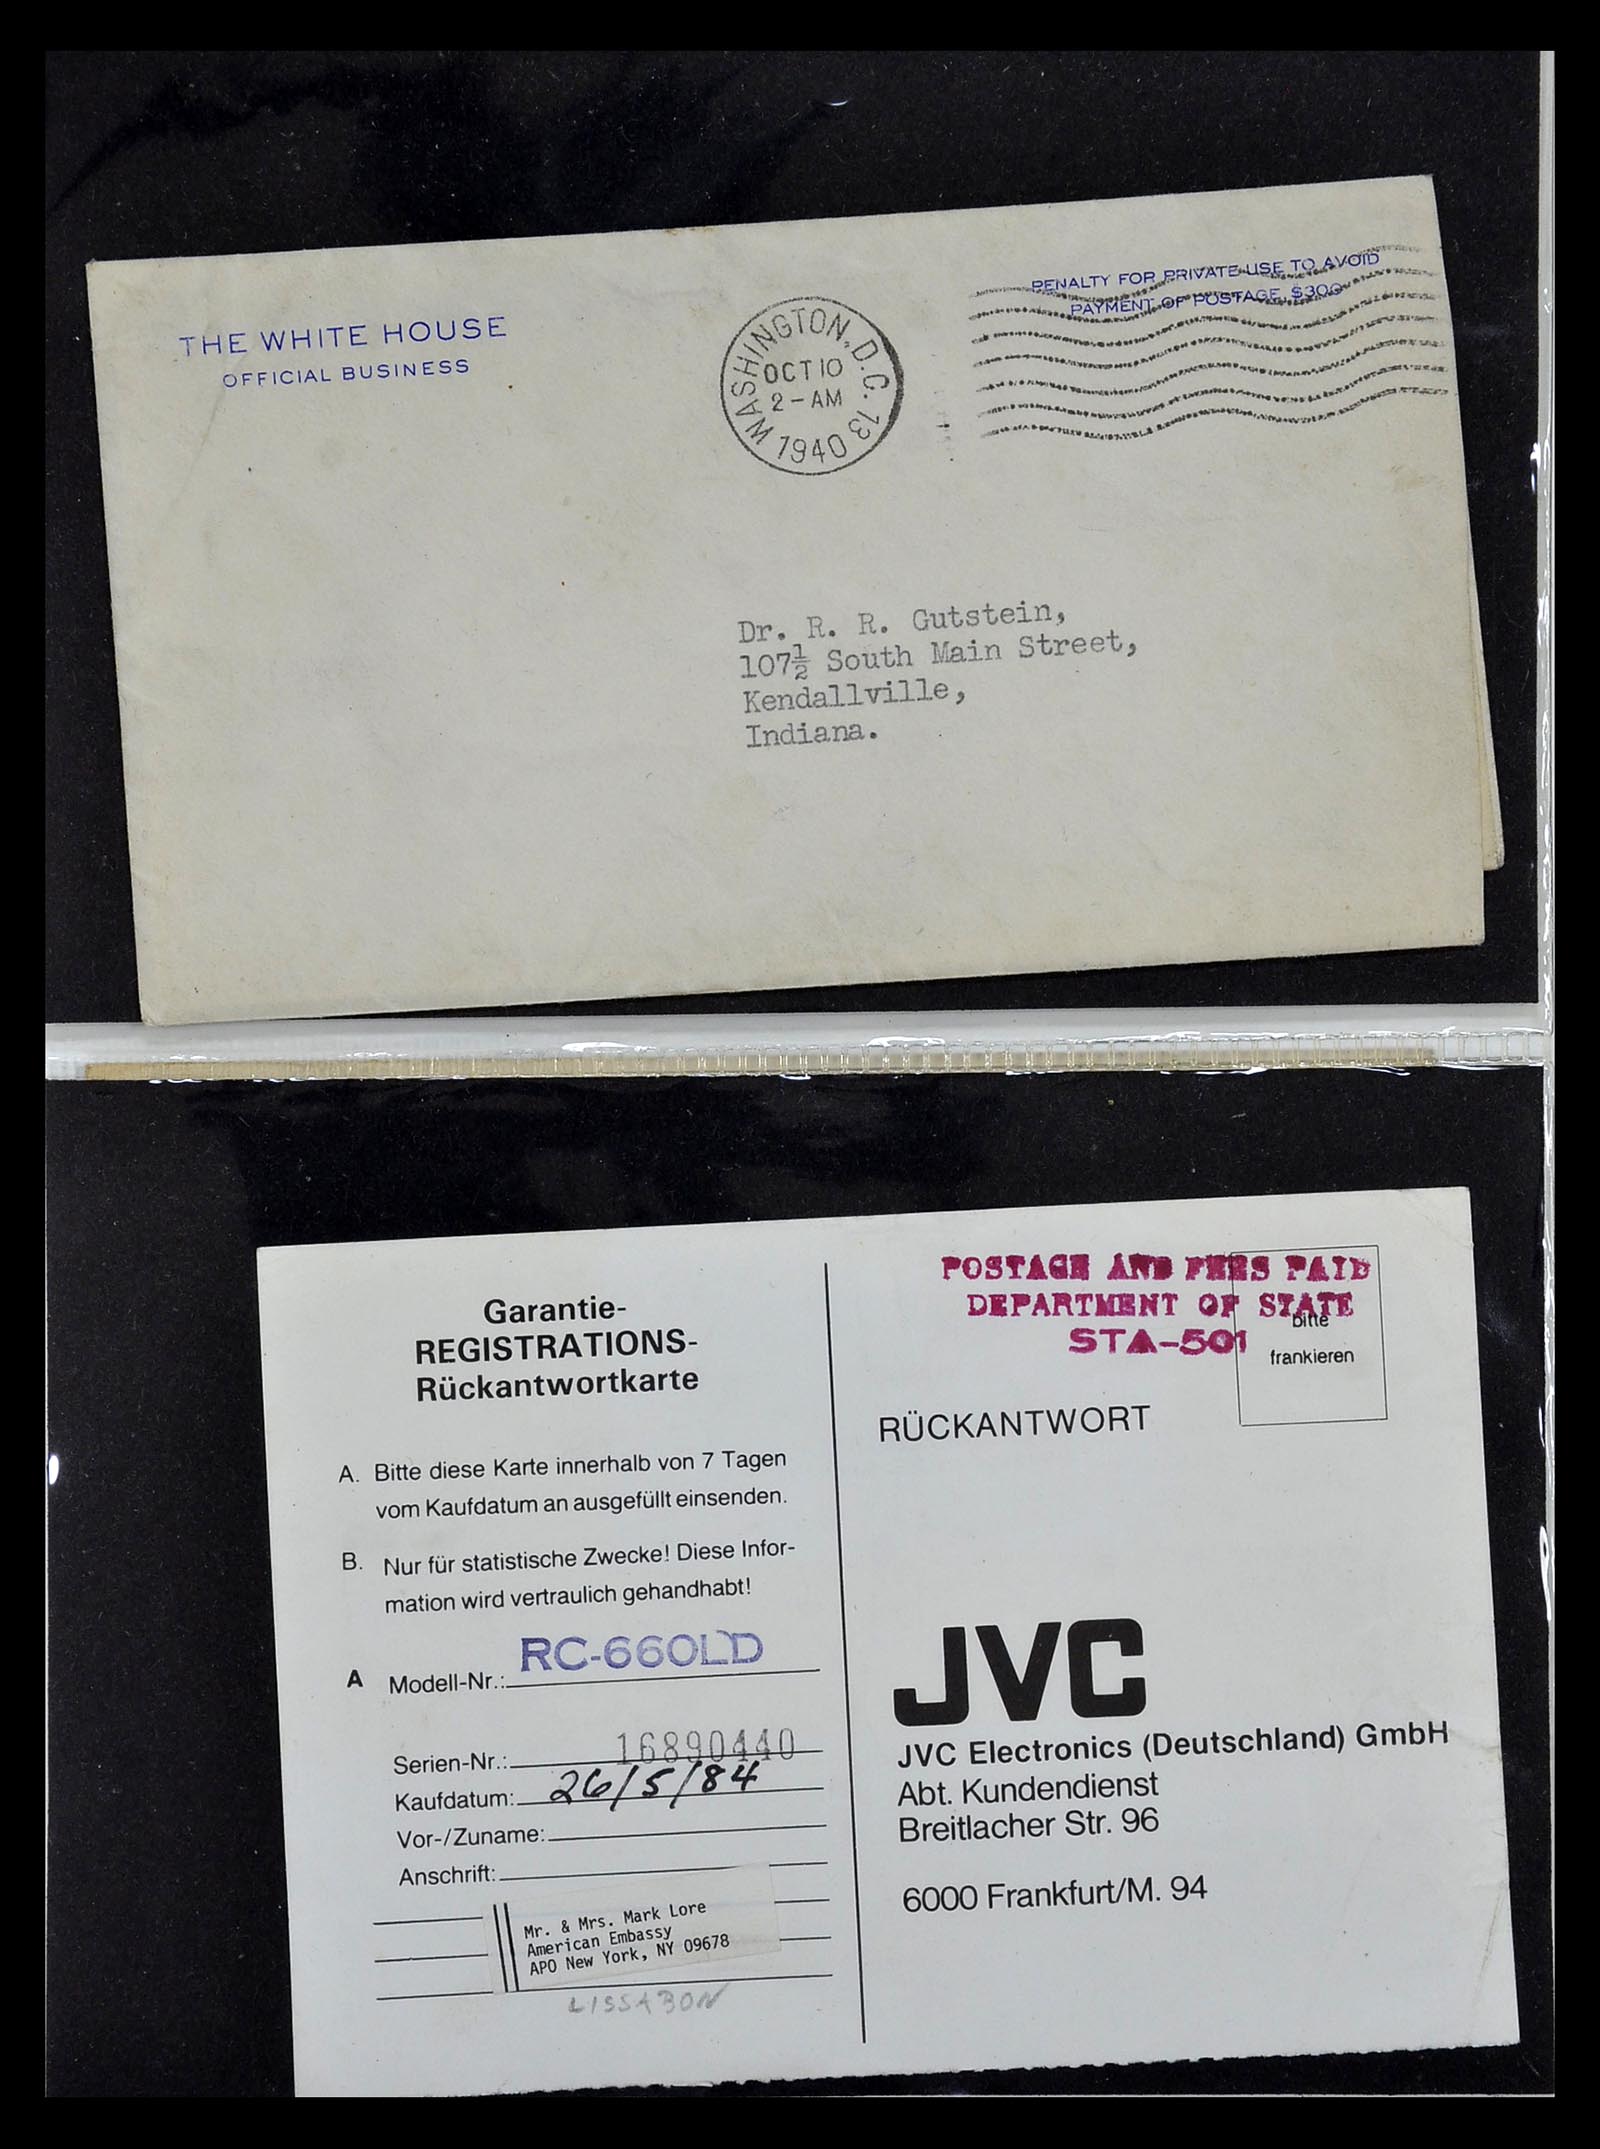 THE WHITE HOUSE
OFFICIAL BUSINESS
WASHINGTON, D.C. 13
OCT 10
2-AM
1940
PENALTY FOR PRIVATE USE TO AVOID
PAYMENT OF POSTAGE, $300
Dr. R. R. Gutstein,
107½ South Main Street,
Kendallville,
Indiana.
Garantie-
REGISTRATIONS-
Rückantwortkarte
A. Bitte diese Karte innerhalb von 7 Tagen
vom Kaufdatum an ausgefüllt einsenden.
B. Nur für statistische Zwecke! Diese Infor-
mation wird vertraulich gehandhabt!
A Modell-Nr.: RC-660LD
Serien-Nr.: 16890440
Kaufdatum: 26/5/84
Vor-/Zuname:
Anschrift:
Mr. & Mrs. Mark Lore
American Embassy
APO New York, NY 09678
LISSABON
POSTAGE AND FEES PAID
DEPARTMENT OF STATE
STA-501
bitte
frankieren
RÜCKANTWORT
JVC
JVC Electronics (Deutschland) GmbH
Abt. Kundendienst
Breitlacher Str. 96
6000 Frankfurt/M. 94